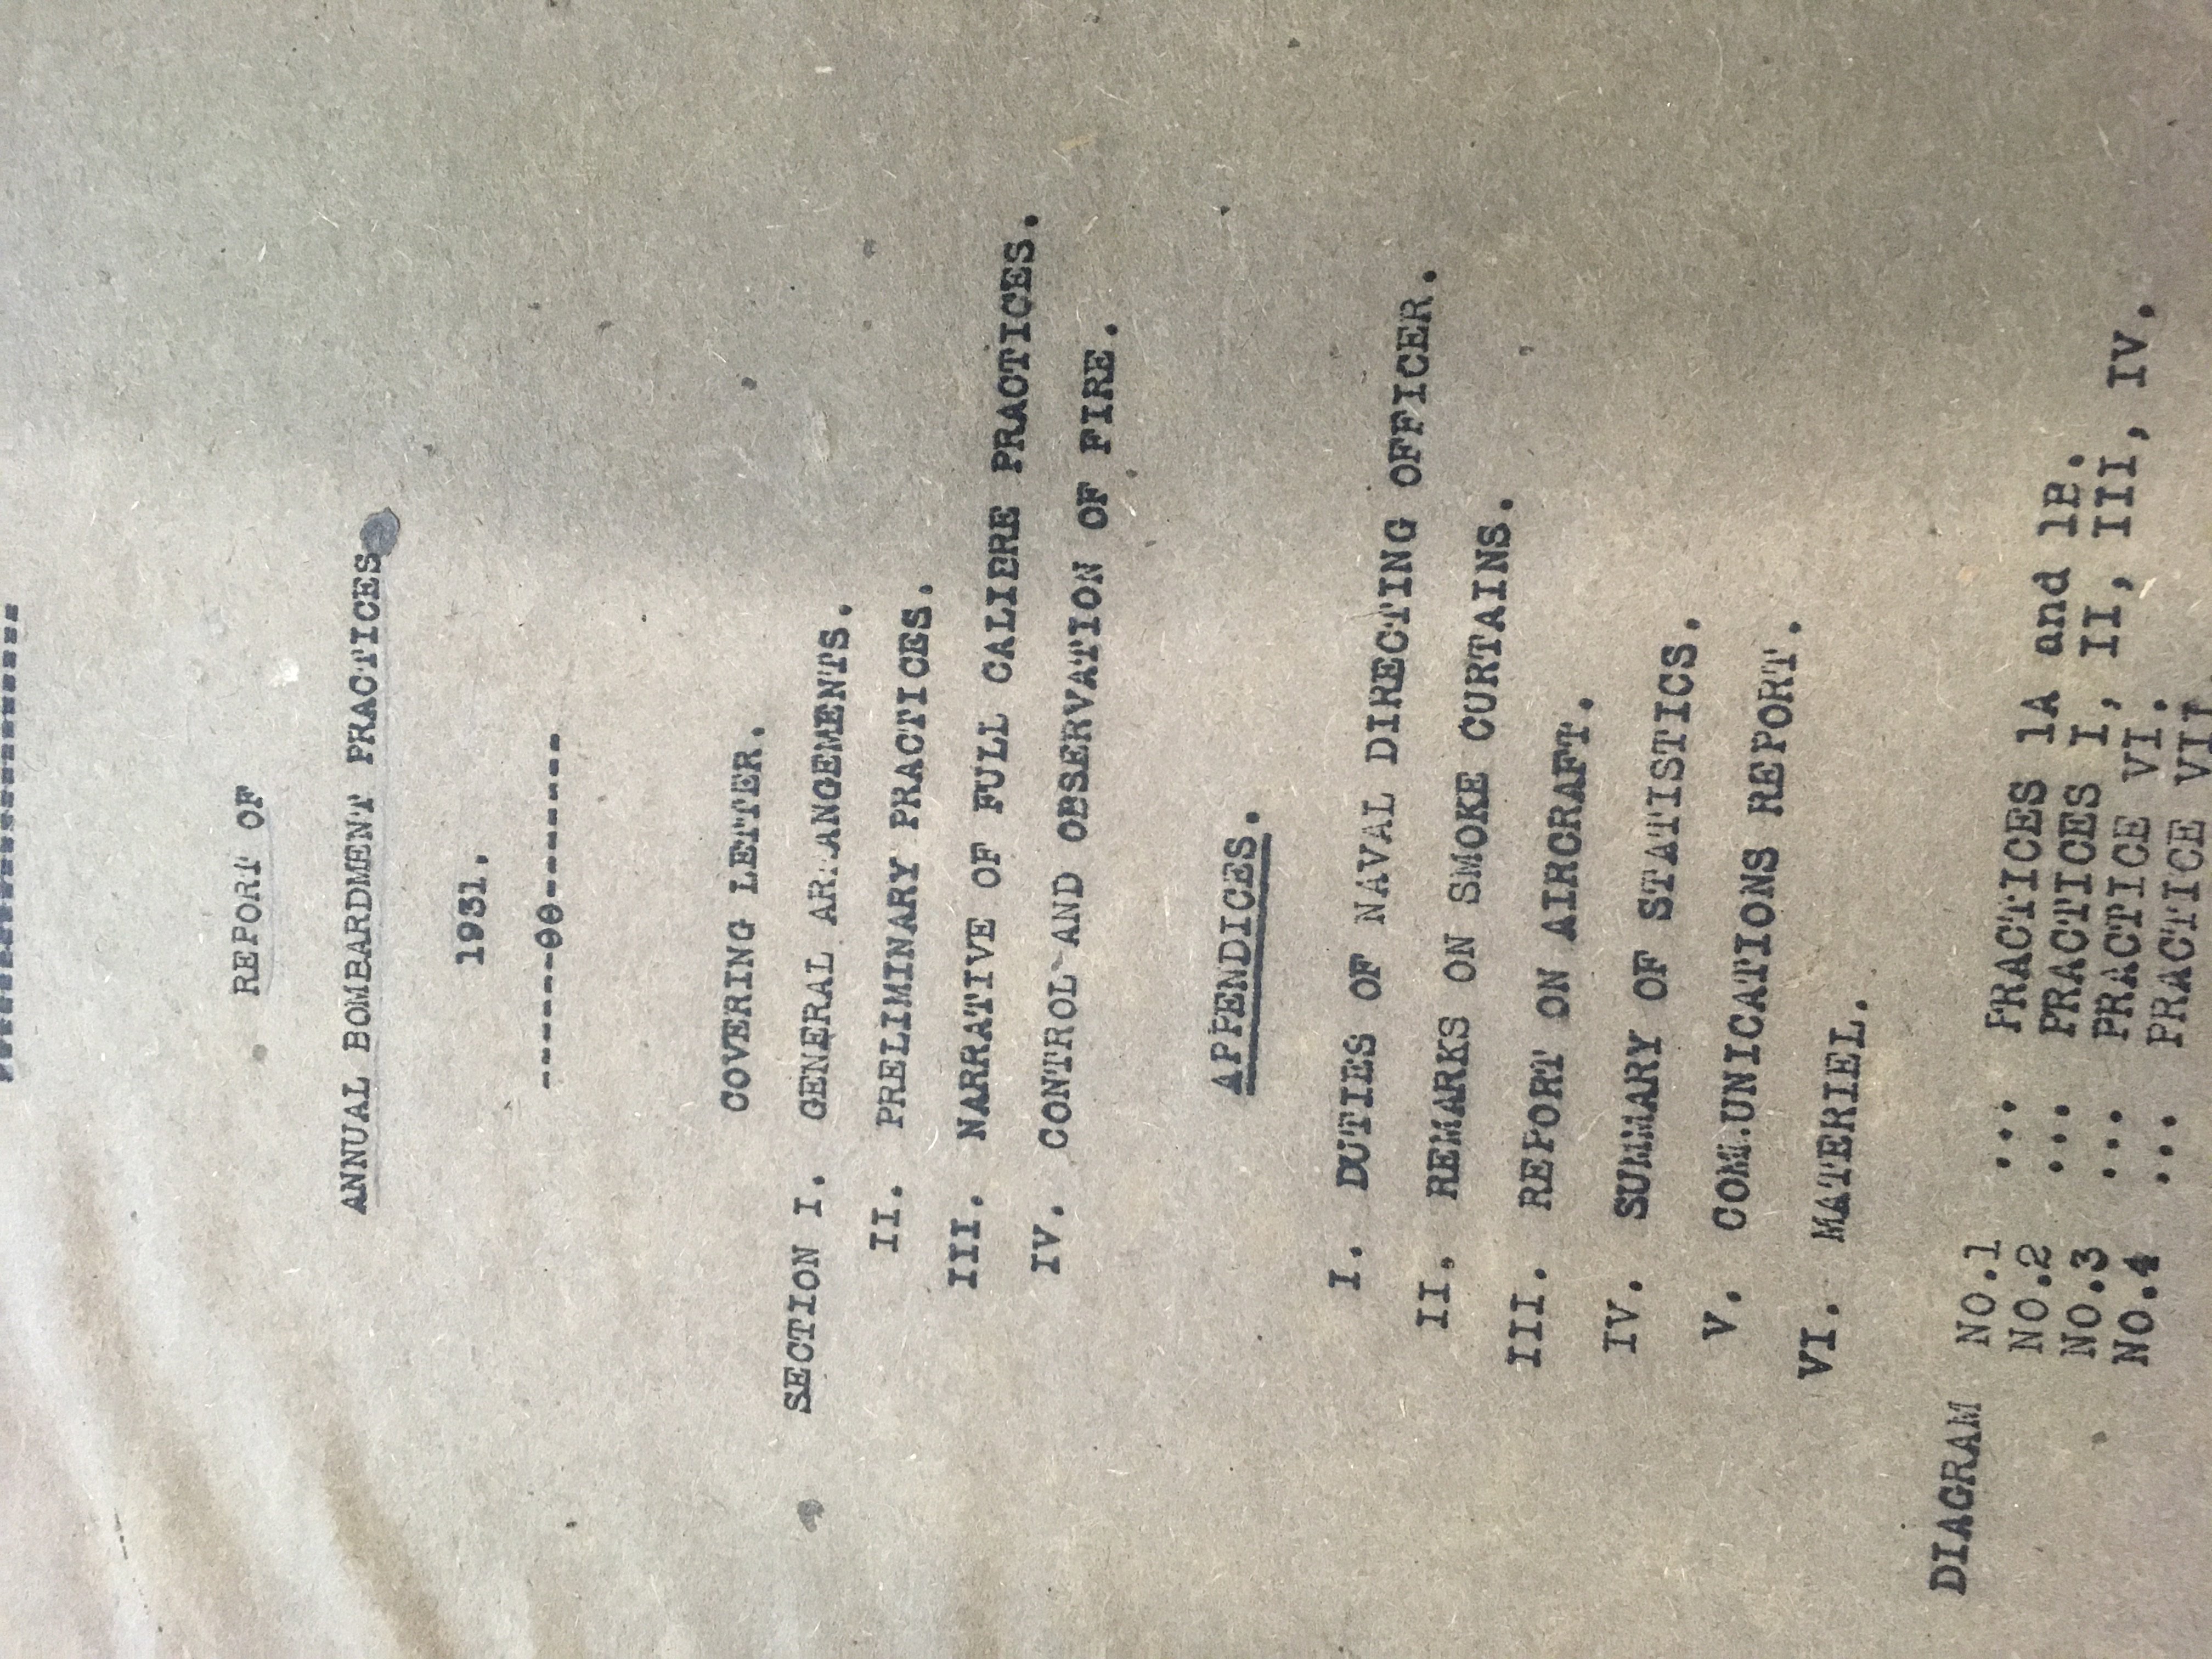 REPORT OF
ANNUAL BOMBARDMENT PRACTICES
1931.
-------00-------
COVERING LETTER.
SECTION I. GENERAL ARRANGEMENTS.
II. PRELIMINARY PRACTICES.
III. NARRATIVE OF FULL CALIBRE PRACTICES.
IV. CONTROL AND OBSERVATION OF FIRE.
APPENDICES.
I. DUTIES OF NAVAL DIRECTING OFFICER.
II. REMARKS ON SMOKE CURTAINS.
III. REPORT ON AIRCRAFT.
IV. SUMMARY OF STATISTICS.
V. COMMUNICATIONS REPORT.
VI. MATERIEL.
DIAGRAM NO.1 ... PRACTICES 1A and 1B.
NO.2 ... PRACTICES I, II, III, IV.
NO.3 ... PRACTICE VI.
NO.4 ... PRACTICE VII